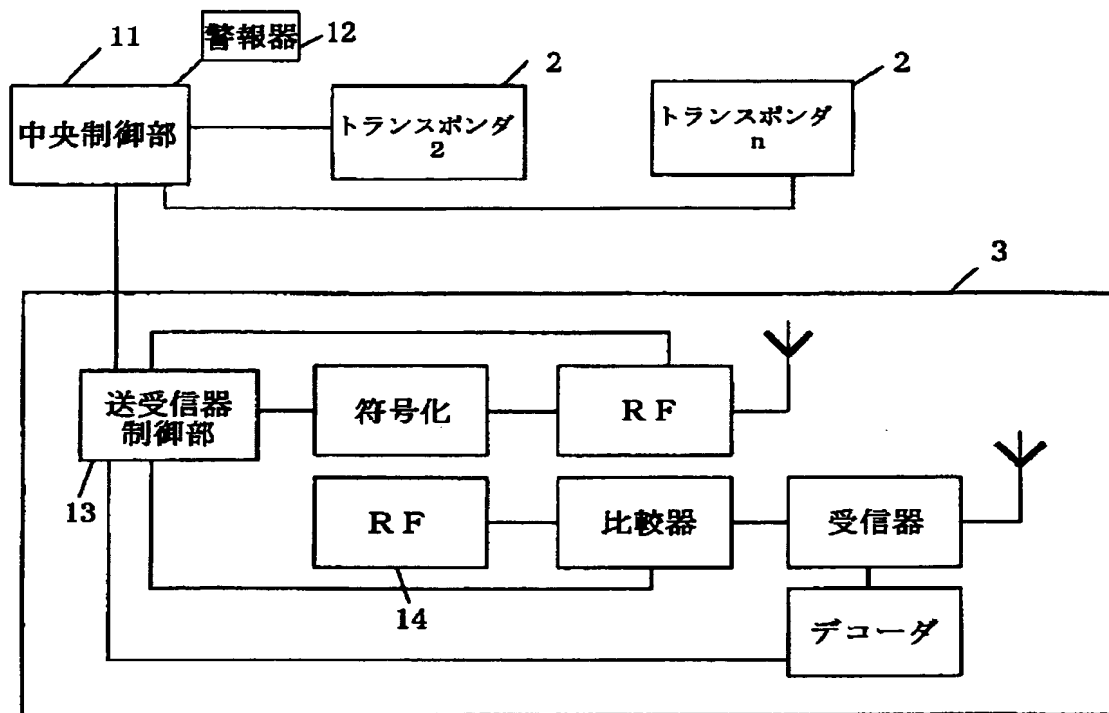 11
警報器
12
2
2
中央制御部
トランスポンダ
2
トランスポンダ
n
3
送受信器
制御部
符号化
RF
13
RF
比較器
受信器
14
デコーダ